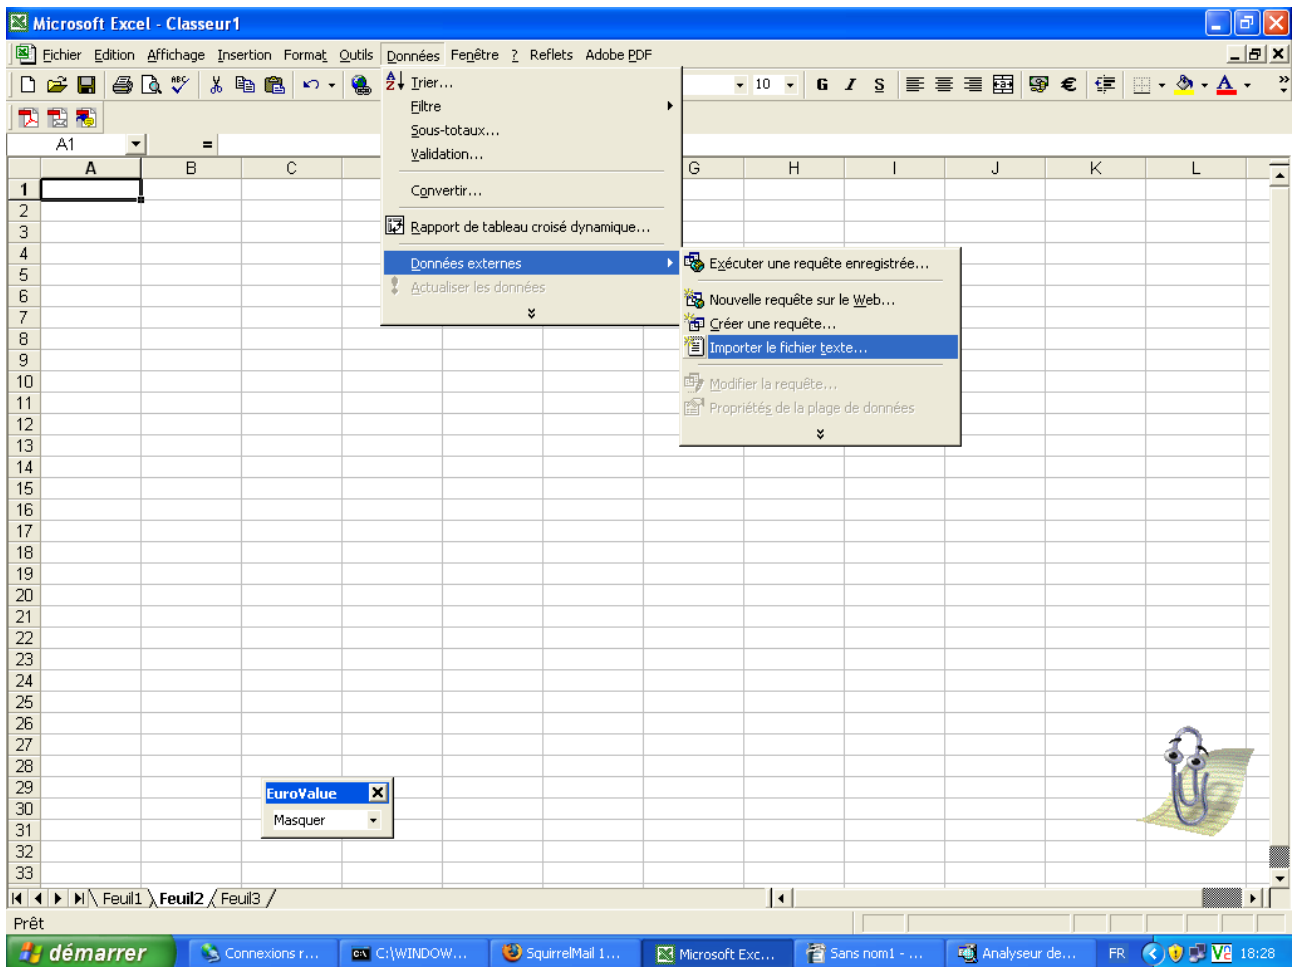 Microsoft Excel - Classeur1
Fichier Edition Affichage Insertion Format Outils Données Fenêtre ? Reflets Adobe PDF
10 G I S €
A1 =
Trier...
Filtre
Sous-totaux...
Validation...
Convertir...
Rapport de tableau croisé dynamique...
Données externes
Actualiser les données
Exécuter une requête enregistrée...
Nouvelle requête sur le Web...
Créer une requête...
Importer le fichier texte...
Modifier la requête...
Propriétés de la plage de données
A B C G H I J K L
1
2
3
4
5
6
7
8
9
10
11
12
13
14
15
16
17
18
19
20
21
22
23
24
25
26
27
28
29
30
31
32
33
EuroValue
Masquer
Feuil1 Feuil2 Feuil3
Prêt
démarrer Connexions r... C:\WINDOW... SquirrelMail 1... Microsoft Exc... Sans nom1 - ... Analyseur de... FR 18:28